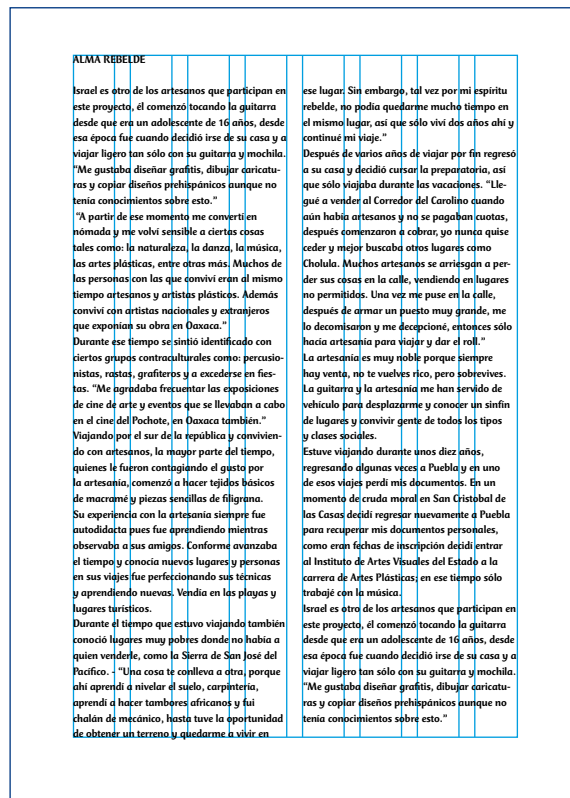 ALMA REBELDE
Israel es otro de los artesanos que participan en
este proyecto, él comenzó tocando la guitarra
desde que era un adolescente de 16 años, desde
esa época fue cuando decidió irse de su casa y a
viajar ligero tan sólo con su guitarra y mochila.
“Me gustaba diseñar grafitis, dibujar caricatu-
ras y copiar diseños prehispánicos aunque no
tenía conocimientos sobre esto.”
“A partir de ese momento me convertí en
nómada y me volví sensible a ciertas cosas
tales como: la naturaleza, la danza, la música,
las artes plásticas, entre otras más. Muchos de
las personas con las que conviví eran al mismo
tiempo artesanos y artistas plásticos. Además
conviví con artistas nacionales y extranjeros
que exponían su obra en Oaxaca.”
Durante ese tiempo se sintió identificado con
ciertos grupos contraculturales como: percusio-
nistas, rastas, grafiteros y a excederse en fies-
tas. “Me agradaba frecuentar las exposiciones
de cine de arte y eventos que se llevaban a cabo
en el cine del Pochote, en Oaxaca también.”
Viajando por el sur de la república y convivien-
do con artesanos, la mayor parte del tiempo,
quienes le fueron contagiando el gusto por
la artesanía, comenzó a hacer tejidos básicos
de macramé y piezas sencillas de filigrana.
Su experiencia con la artesanía siempre fue
autodidacta pues fue aprendiendo mientras
observaba a sus amigos. Conforme avanzaba
el tiempo y conocía nuevos lugares y personas
en sus viajes fue perfeccionando sus técnicas
y aprendiendo nuevas. Vendía en las playas y
lugares turísticos.
Durante el tiempo que estuvo viajando también
conoció lugares muy pobres donde no había a
quien venderle, como la Sierra de San José del
Pacífico. - “Una cosa te conlleva a otra, porque
ahí aprendí a nivelar el suelo, carpintería,
aprendí a hacer tambores africanos y fui
chalán de mecánico, hasta tuve la oportunidad
de obtener un terreno y quedarme a vivir en
ese lugar. Sin embargo, tal vez por mi espíritu
rebelde, no podía quedarme mucho tiempo en
el mismo lugar, así que sólo viví dos años ahí y
continué mi viaje.”
Después de varios años de viajar por fin regresó
a su casa y decidió cursar la preparatoria, así
que sólo viajaba durante las vacaciones. “Lle-
gué a vender al Corredor del Carolino cuando
aún había artesanos y no se pagaban cuotas,
después comenzaron a cobrar, yo nunca quise
ceder y mejor buscaba otros lugares como
Cholula. Muchos artesanos se arriesgan a per-
der sus cosas en la calle, vendiendo en lugares
no permitidos. Una vez me puse en la calle,
después de armar un puesto muy grande, me
lo decomisaron y me decepcioné, entonces sólo
hacía artesanía para viajar y dar el roll.”
La artesanía es muy noble porque siempre
hay venta, no te vuelves rico, pero sobrevives.
La guitarra y la artesanía me han servido de
vehículo para desplazarme y conocer un sinfín
de lugares y convivir gente de todos los tipos
y clases sociales.
Estuve viajando durante unos diez años,
regresando algunas veces a Puebla y en uno
de esos viajes perdí mis documentos. En un
momento de cruda moral en San Cristobal de
las Casas decidí regresar nuevamente a Puebla
para recuperar mis documentos personales,
como eran fechas de inscripción decidí entrar
al Instituto de Artes Visuales del Estado a la
carrera de Artes Plásticas; en ese tiempo sólo
trabajé con la música.
Israel es otro de los artesanos que participan en
este proyecto, él comenzó tocando la guitarra
desde que era un adolescente de 16 años, desde
esa época fue cuando decidió irse de su casa y a
viajar ligero tan sólo con su guitarra y mochila.
“Me gustaba diseñar grafitis, dibujar caricatu-
ras y copiar diseños prehispánicos aunque no
tenía conocimientos sobre esto.”